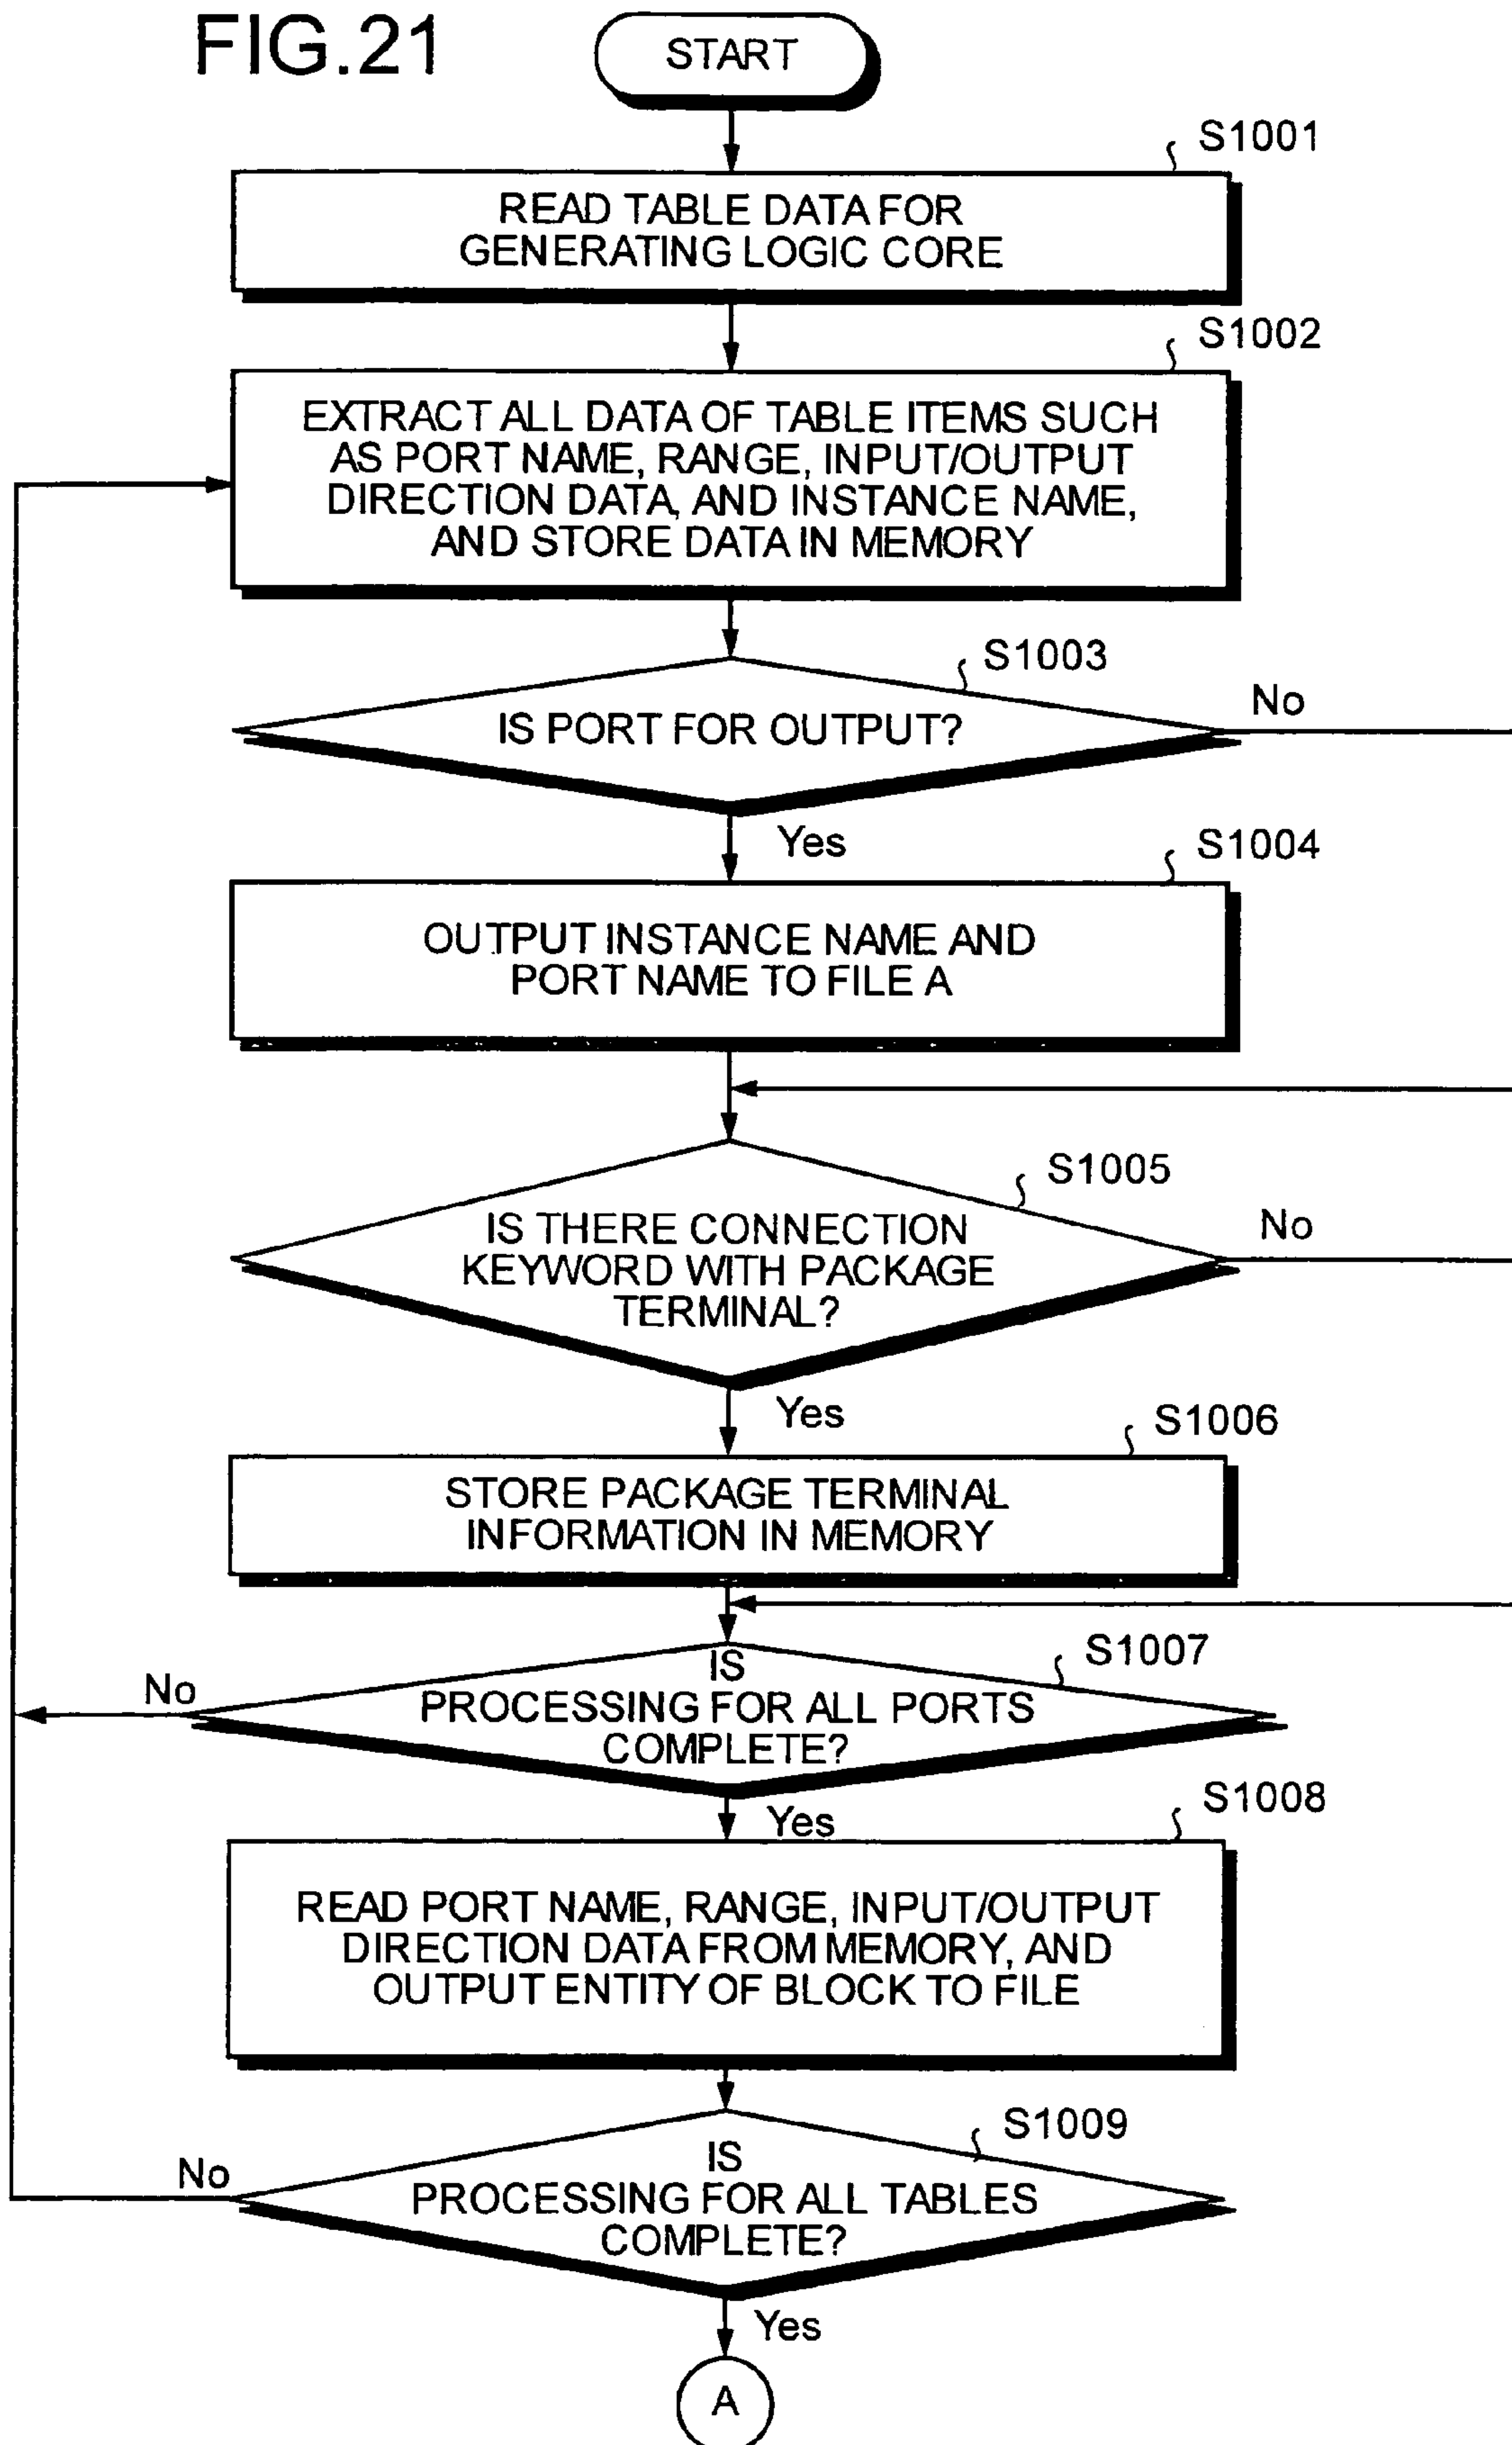 FIG.21
START
S1001
READ TABLE DATA FOR
GENERATING LOGIC CORE
S1002
EXTRACT ALL DATA OF TABLE ITEMS SUCH
AS PORT NAME, RANGE, INPUT/OUTPUT
DIRECTION DATA, AND INSTANCE NAME,
AND STORE DATA IN MEMORY
S1003
IS PORT FOR OUTPUT?
No
Yes
S1004
OUTPUT INSTANCE NAME AND
PORT NAME TO FILE A
S1005
IS THERE CONNECTION
KEYWORD WITH PACKAGE
TERMINAL?
No
Yes
S1006
STORE PACKAGE TERMINAL
INFORMATION IN MEMORY
S1007
IS
PROCESSING FOR ALL PORTS
COMPLETE?
No
Yes
S1008
READ PORT NAME, RANGE, INPUT/OUTPUT
DIRECTION DATA FROM MEMORY, AND
OUTPUT ENTITY OF BLOCK TO FILE
S1009
IS
PROCESSING FOR ALL TABLES
COMPLETE?
No
Yes
A